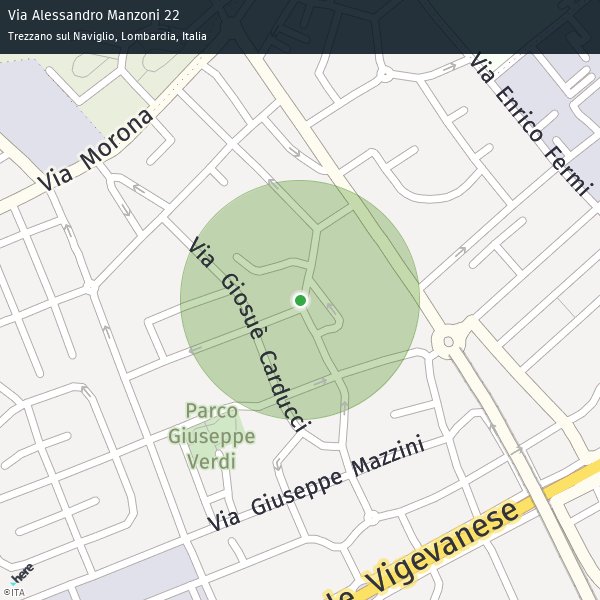 Via Alessandro Manzoni 22
Trezzano sul Naviglio, Lombardia, Italia
Via Enrico Fermi
Via Morona
Via Giosuè Carducci
Parco
Giuseppe
Verdi
Via Giuseppe Mazzini
le Vigevanese
here
©ITA